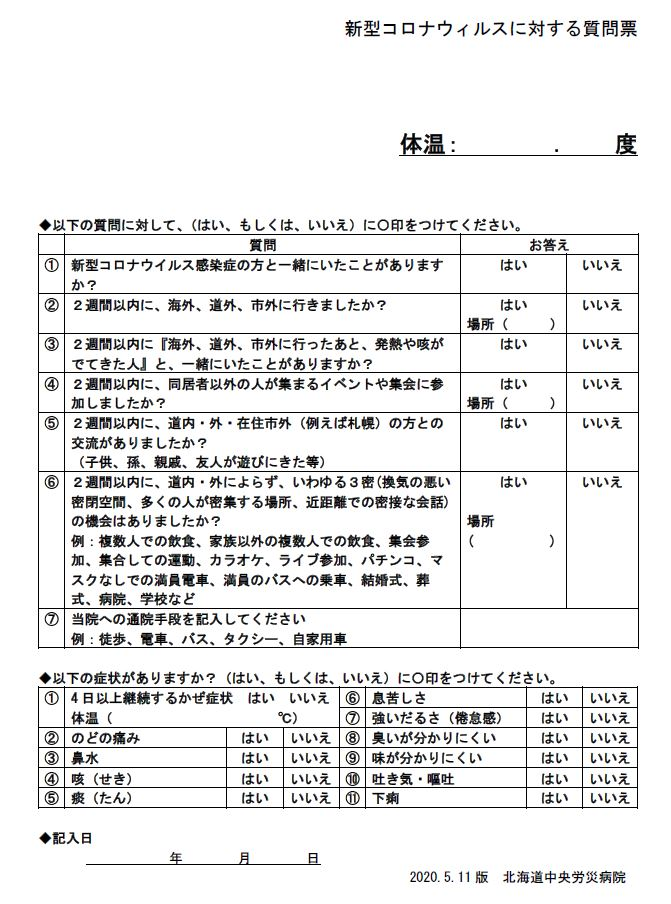 新型コロナウィルスに対する質問票
体温： ． 度
◆以下の質問に対して、（はい、もしくは、いいえ）に〇印をつけてください。
質問 お答え
① 新型コロナウイルス感染症の方と一緒にいたことがあります はい いいえ
か？
② ２週間以内に、海外、道外、市外に行きましたか？ はい いいえ
場所（ ）
③ ２週間以内に『海外、道外、市外に行ったあと、発熱や咳が はい いいえ
でてきた人』と、一緒にいたことがありますか？
④ ２週間以内に、同居者以外の人が集まるイベントや集会に参 はい いいえ
加しましたか？ 場所（ ）
⑤ ２週間以内に、道内・外・在住市外（例えば札幌）の方との はい いいえ
交流がありましたか？
（子供、孫、親戚、友人が遊びにきた等）
⑥ ２週間以内に、道内・外によらず、いわゆる３密(換気の悪い はい いいえ
密閉空間、多くの人が密集する場所、近距離での密接な会話)
の機会はありましたか？ 場所
例：複数人での飲食、家族以外の複数人での飲食、集会参 （ ）
加、集合しての運動、カラオケ、ライブ参加、パチンコ、マ
スクなしでの満員電車、満員のバスへの乗車、結婚式、葬
式、病院、学校など
⑦ 当院への通院手段を記入してください
例：徒歩、電車、バス、タクシー、自家用車
◆以下の症状がありますか？（はい、もしくは、いいえ）に〇印をつけてください。
① 4日以上継続するかぜ症状 はい いいえ
体温（ ℃）
② のどの痛み はい いいえ
③ 鼻水 はい いいえ
④ 咳（せき） はい いいえ
⑤ 痰（たん） はい いいえ
⑥ 息苦しさ はい いいえ
⑦ 強いだるさ（倦怠感） はい いいえ
⑧ 臭いが分かりにくい はい いいえ
⑨ 味が分かりにくい はい いいえ
⑩ 吐き気・嘔吐 はい いいえ
⑪ 下痢 はい いいえ
◆記入日
年 月 日
2020.5.11版 北海道中央労災病院